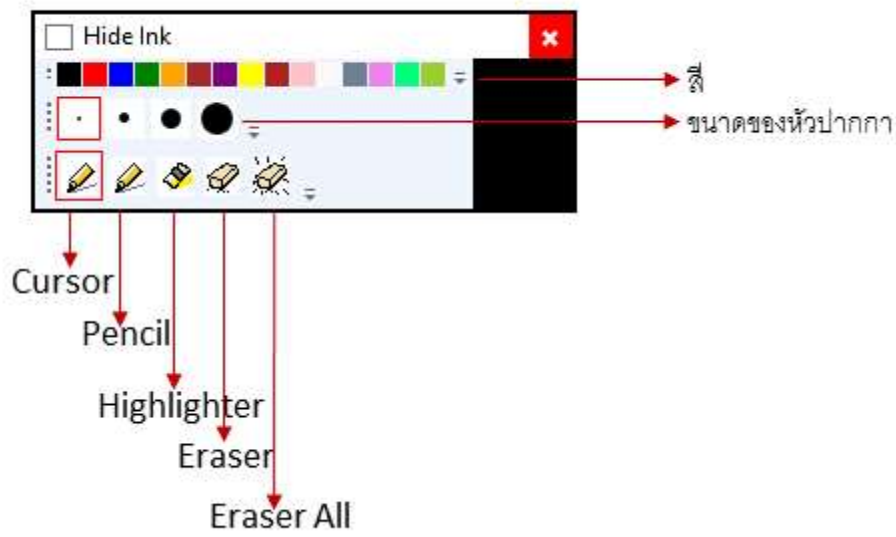 Hide Ink
สี
ขนาดของหัวปากกา
Cursor
Pencil
Highlighter
Eraser
Eraser All